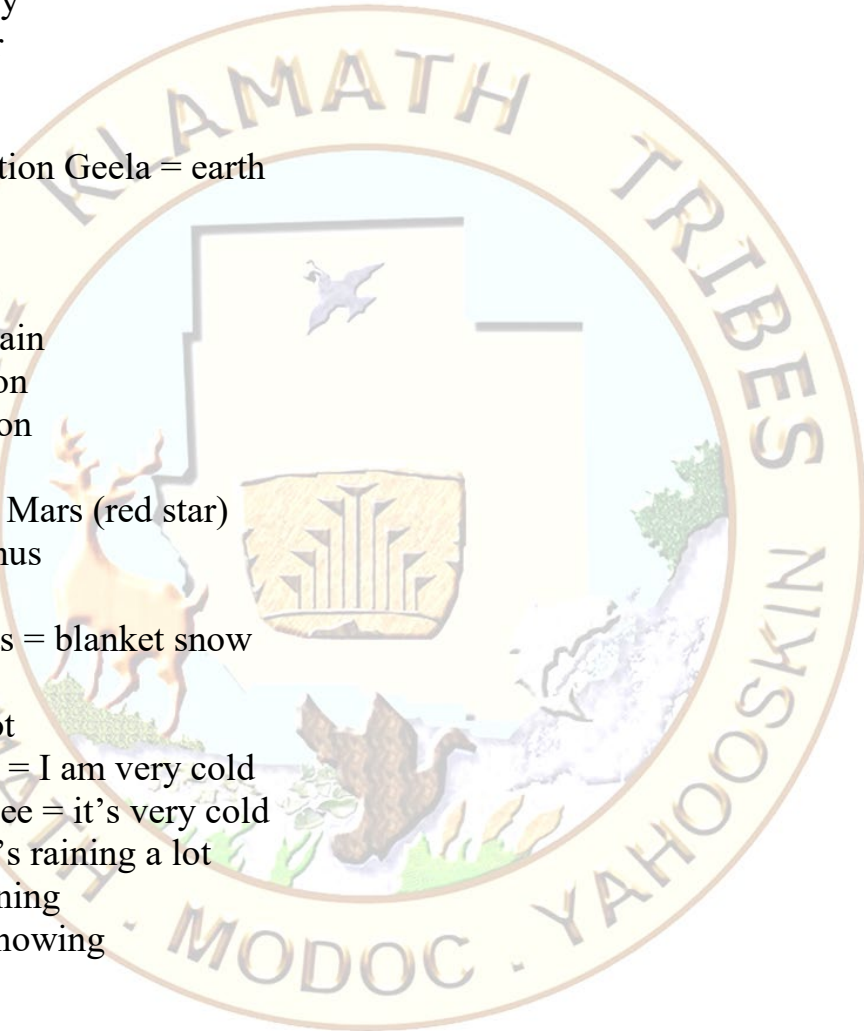 KLAMATH TRIBES
tion Geela = earth
ain
on
on
Mars (red star)
nus
s = blanket snow
ot
= I am very cold
ee = it’s very cold
’s raining a lot
ning
nowing
MODOC . YAHOOSKIN